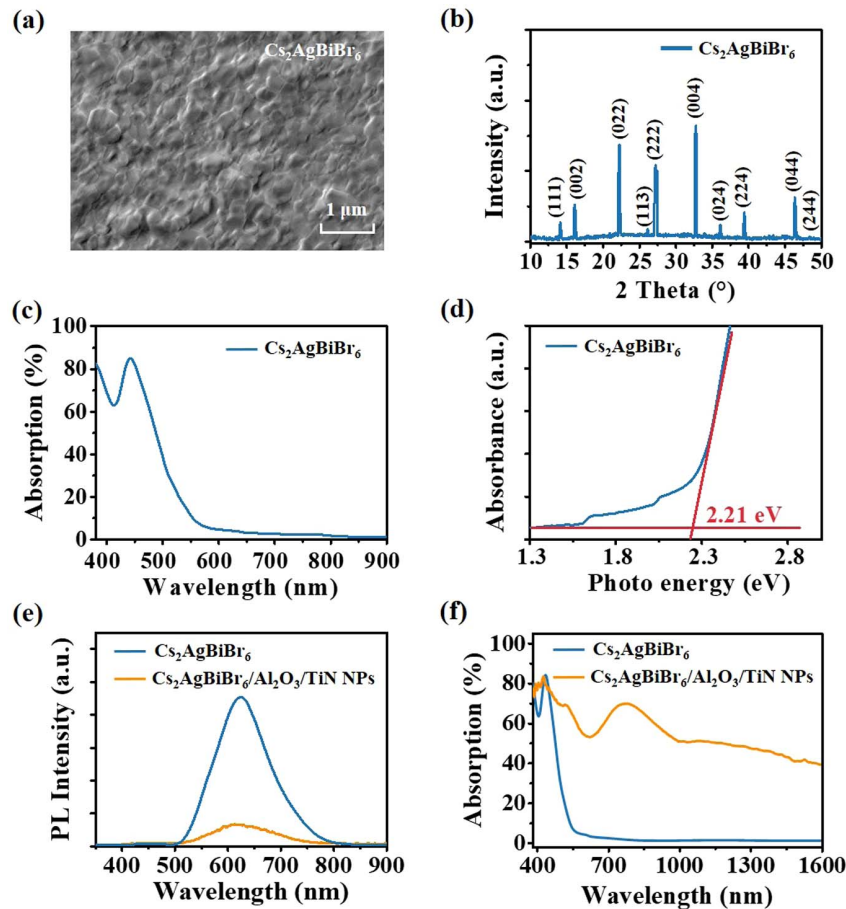 (a)
Cs₂AgBiBr₆
1 μm
(b)
Intensity (a.u.)
Cs₂AgBiBr₆
(111)
(002)
(022)
(113)
(222)
(004)
(024)
(224)
(044)
(244)
10 15 20 25 30 35 40 45 50
2 Theta (°)
(c)
Absorption (%)
100
80
60
40
20
0
Cs₂AgBiBr₆
400 500 600 700 800 900
Wavelength (nm)
(d)
Absorbance (a.u.)
Cs₂AgBiBr₆
2.21 eV
1.3 1.8 2.3 2.8
Photo energy (eV)
(e)
PL Intensity (a.u.)
Cs₂AgBiBr₆
Cs₂AgBiBr₆/Al₂O₃/TiN NPs
400 500 600 700 800 900
Wavelength (nm)
(f)
Absorption (%)
100
80
60
40
20
0
Cs₂AgBiBr₆
Cs₂AgBiBr₆/Al₂O₃/TiN NPs
400 700 1000 1300 1600
Wavelength (nm)